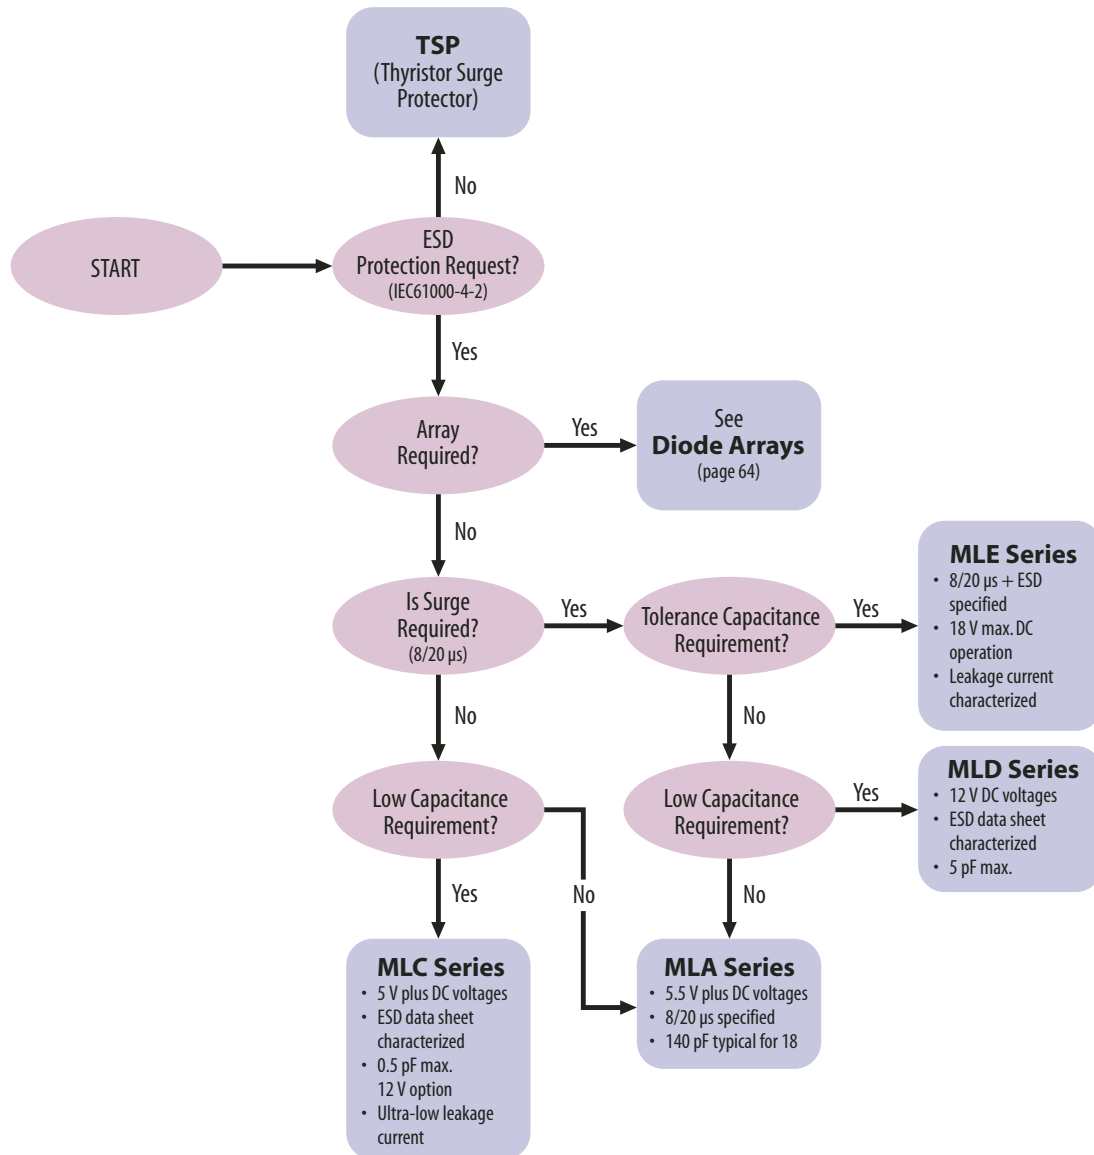 TSP
(Thyristor Surge
Protector)
No
START
ESD
Protection Request?
(IEC61000-4-2)
Yes
Array
Required?
Yes
See
Diode Arrays
(page 64)
No
Is Surge
Required?
(8/20 µs)
Yes
Tolerance Capacitance
Requirement?
Yes
MLE Series
• 8/20 µs + ESD
specified
• 18 V max. DC
operation
• Leakage current
characterized
No
No
Low Capacitance
Requirement?
Low Capacitance
Requirement?
Yes
MLD Series
• 12 V DC voltages
• ESD data sheet
characterized
• 5 pF max.
Yes
No
No
MLC Series
• 5 V plus DC voltages
• ESD data sheet
characterized
• 0.5 pF max.
12 V option
• Ultra-low leakage
current
MLA Series
• 5.5 V plus DC voltages
• 8/20 µs specified
• 140 pF typical for 18